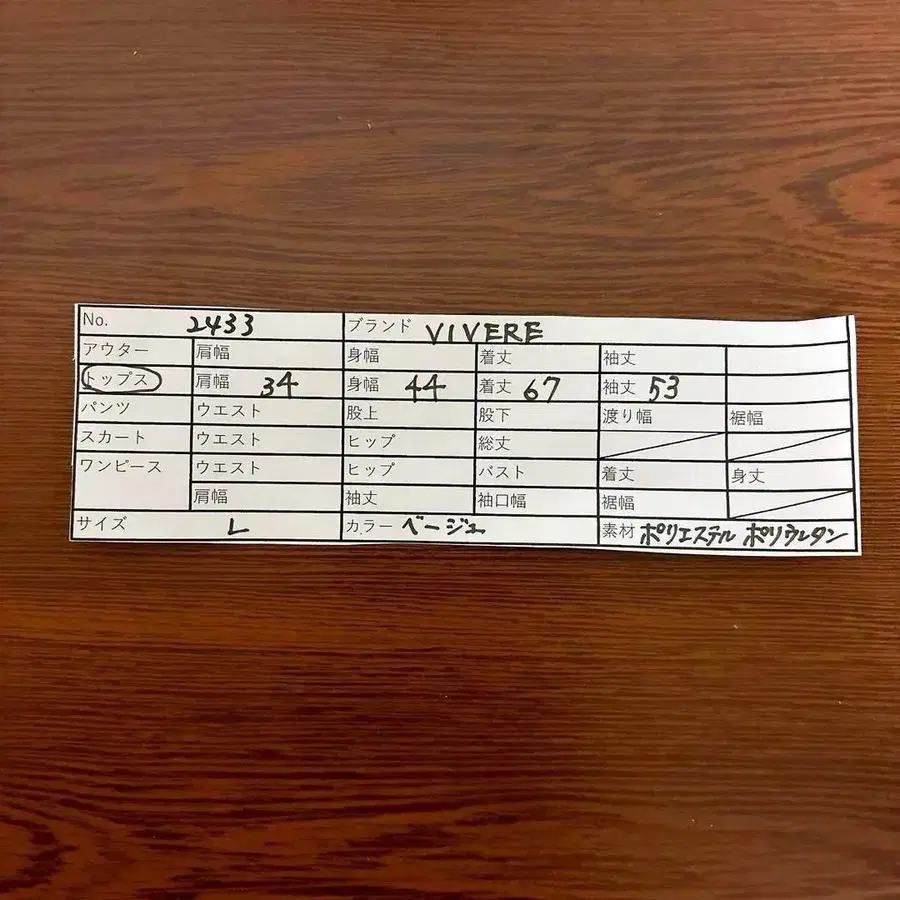 No. 2433 ブランド VIVERE
アウター 肩幅 身幅 着丈 袖丈
トップス 肩幅 34 身幅 44 着丈 67 袖丈 53
パンツ ウエスト 股上 股下 渡り幅 裾幅
スカート ウエスト ヒップ 総丈
ワンピース ウエスト ヒップ バスト 着丈 身丈
肩幅 袖丈 袖口幅 裾幅
サイズ L カラー ベージュ 素材 ポリエステル ポリウレタン